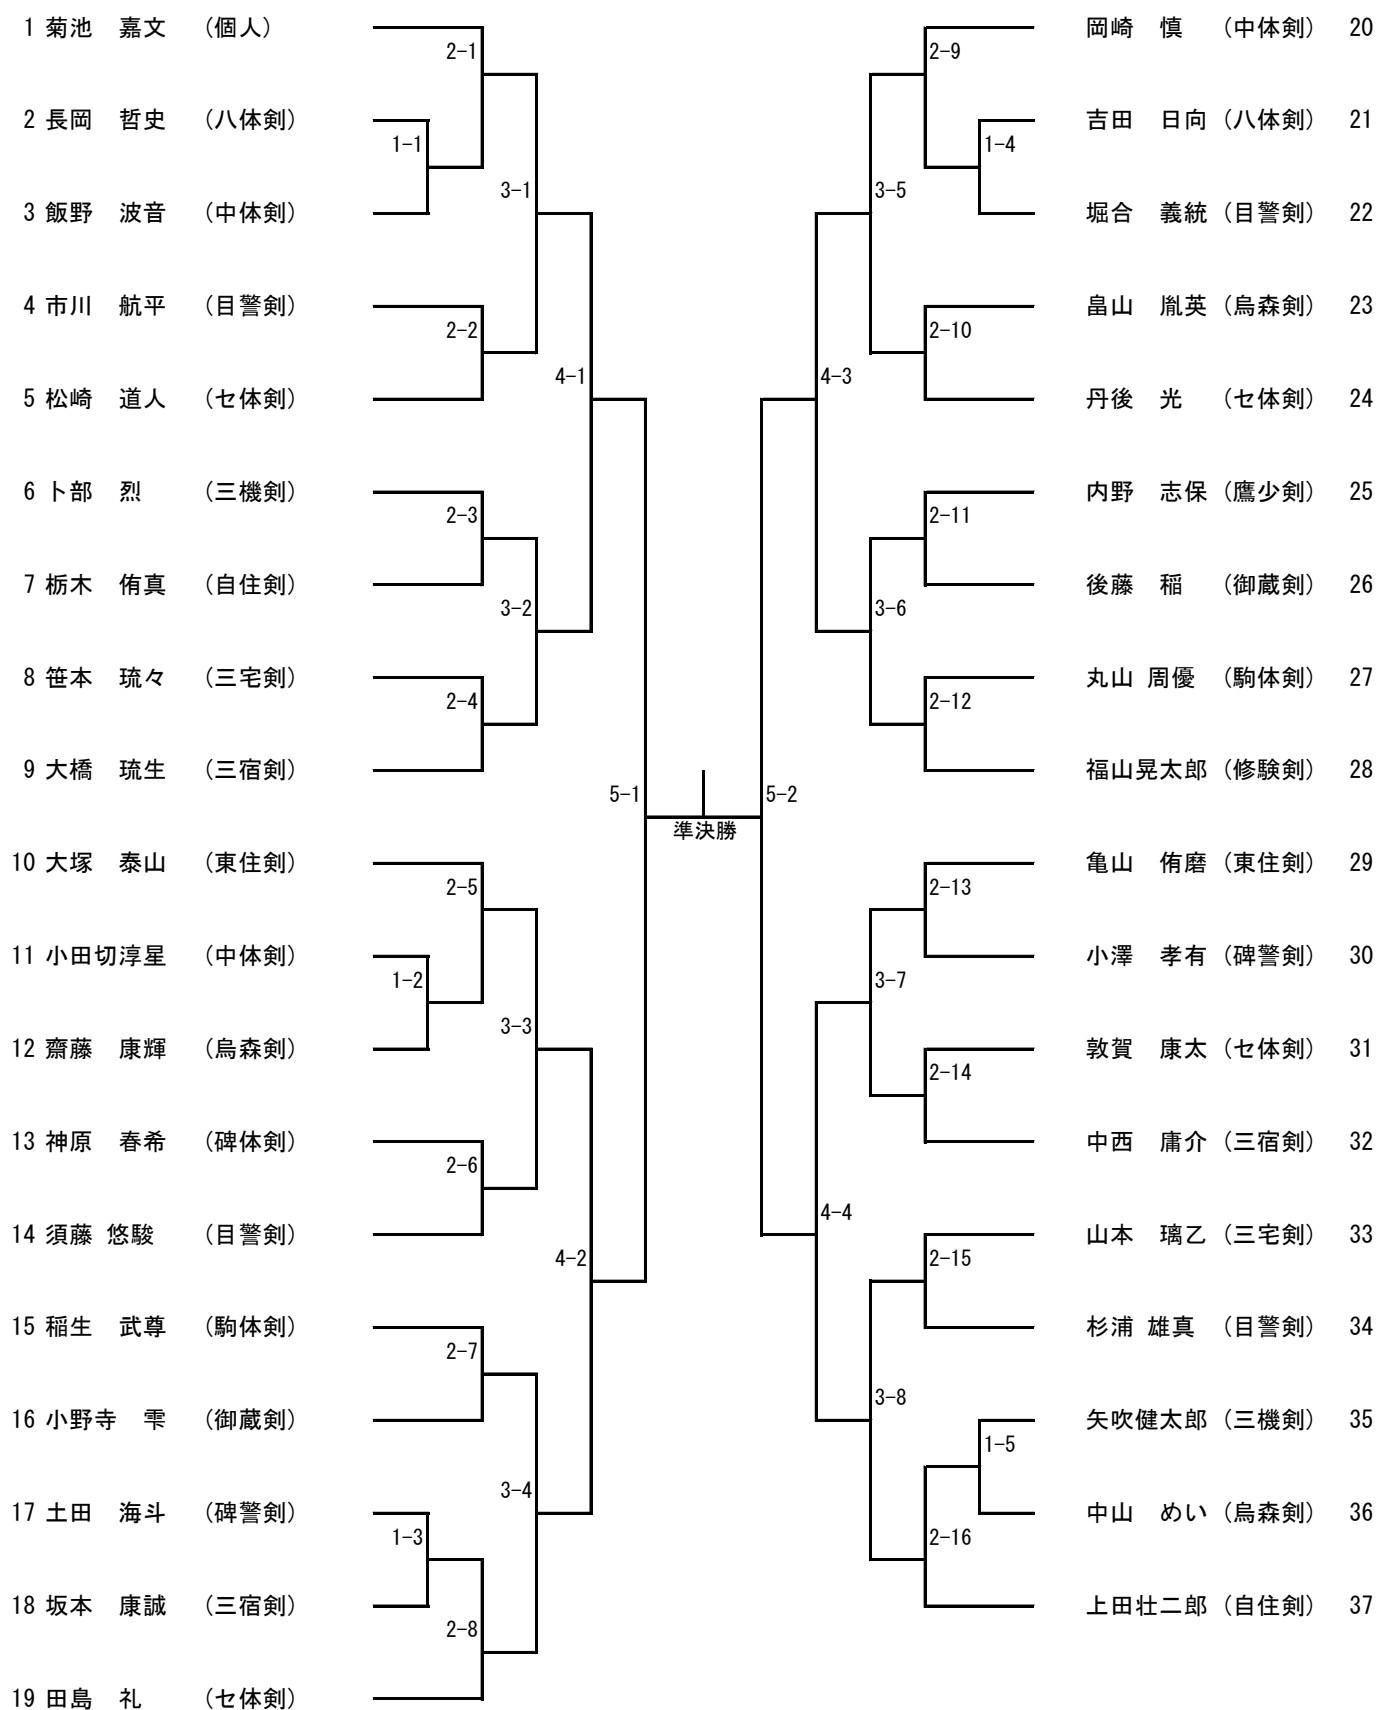 1 菊池 嘉文 (個人)
2-1
2 長岡 哲史 (八体剣)
1-1
3-1
3 飯野 波音 (中体剣)
4 市川 航平 (目警剣)
2-2
4-1
5 松崎 道人 (セ体剣)
6 卜部 烈 (三機剣)
2-3
7 栃木 侑真 (自住剣)
3-2
8 笹本 琉々 (三宅剣)
2-4
9 大橋 琉生 (三宿剣)
5-1
10 大塚 泰山 (東住剣)
2-5
11 小田切淳星 (中体剣)
1-2
3-3
12 齋藤 康輝 (烏森剣)
13 神原 春希 (碑体剣)
2-6
14 須藤 悠駿 (目警剣)
4-2
15 稲生 武尊 (駒体剣)
2-7
16 小野寺 雫 (御蔵剣)
3-4
17 土田 海斗 (碑警剣)
1-3
18 坂本 康誠 (三宿剣)
2-8
19 田島 礼 (セ体剣)
準決勝
岡崎 慎 (中体剣) 20
2-9
吉田 日向 (八体剣) 21
1-4
3-5
堀合 義統 (目警剣) 22
畠山 胤英 (烏森剣) 23
2-10
4-3
丹後 光 (セ体剣) 24
内野 志保 (鷹少剣) 25
2-11
後藤 稲 (御蔵剣) 26
3-6
丸山 周優 (駒体剣) 27
2-12
福山晃太郎 (修験剣) 28
5-2
亀山 侑磨 (東住剣) 29
2-13
小澤 孝有 (碑警剣) 30
3-7
敦賀 康太 (セ体剣) 31
2-14
中西 庸介 (三宿剣) 32
4-4
山本 璃乙 (三宅剣) 33
2-15
杉浦 雄真 (目警剣) 34
3-8
矢吹健太郎 (三機剣) 35
1-5
中山 めい (烏森剣) 36
2-16
上田壮二郎 (自住剣) 37